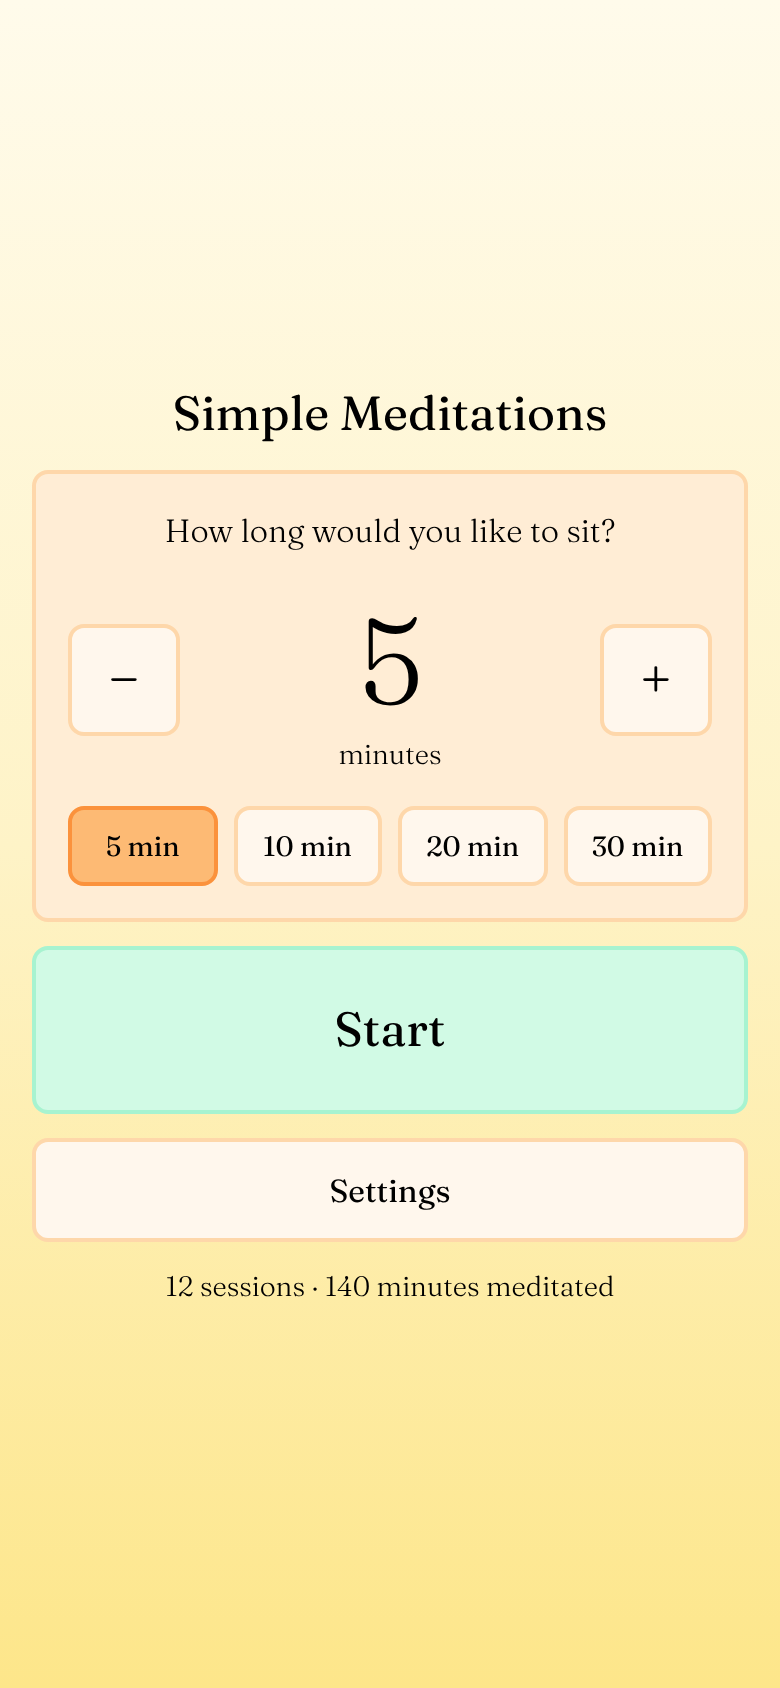 Simple Meditations
How long would you like to sit?
− 5 +
minutes
5 min 10 min 20 min 30 min
Start
Settings
12 sessions · 140 minutes meditated